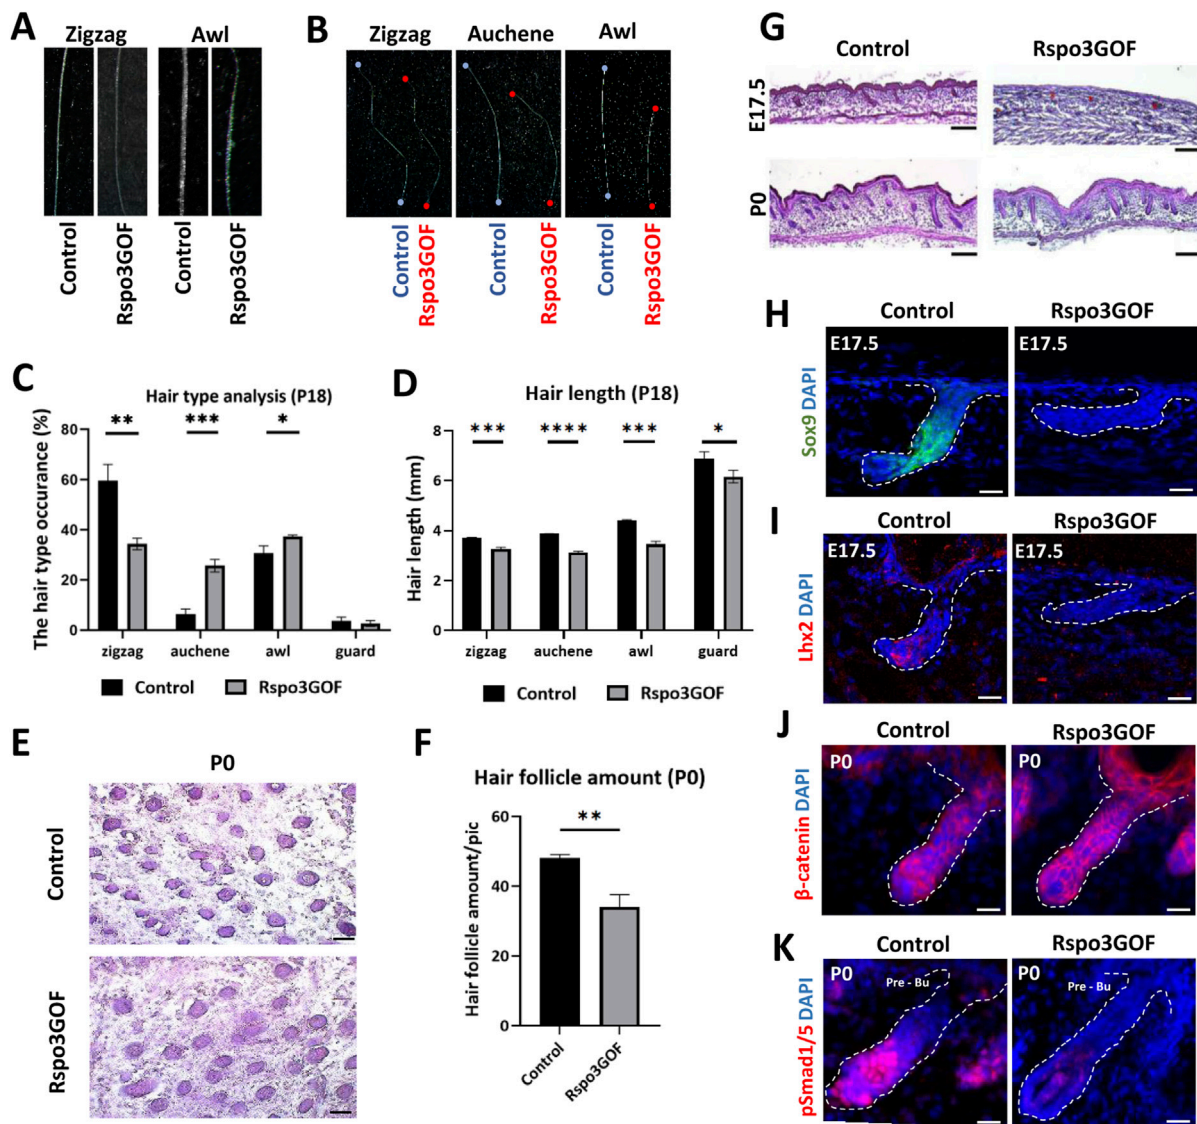 A
Zigzag
Awl
Control
Rspo3GOF
Control
Rspo3GOF
B
Zigzag
Auchene
Awl
Control
Rspo3GOF
Control
Rspo3GOF
Control
Rspo3GOF
C
Hair type analysis (P18)
The hair type occurance (%)
80
60
40
20
0
**
***
*
zigzag
auchene
awl
guard
Control
Rspo3GOF
D
Hair length (P18)
Hair length (mm)
8
6
4
2
0
***
****
***
*
zigzag
auchene
awl
guard
Control
Rspo3GOF
E
P0
Control
Rspo3GOF
F
Hair follicle amount (P0)
Hair follicle amount/pic
60
40
20
0
**
Control
Rspo3GOF
G
Control
Rspo3GOF
E17.5
P0
H
Control
Rspo3GOF
Sox9 DAPI
E17.5
E17.5
I
Control
Rspo3GOF
Lhx2 DAPI
E17.5
E17.5
J
Control
Rspo3GOF
β-catenin DAPI
P0
P0
K
Control
Rspo3GOF
pSmad1/5 DAPI
P0
Pre - Bu
P0
Pre - Bu